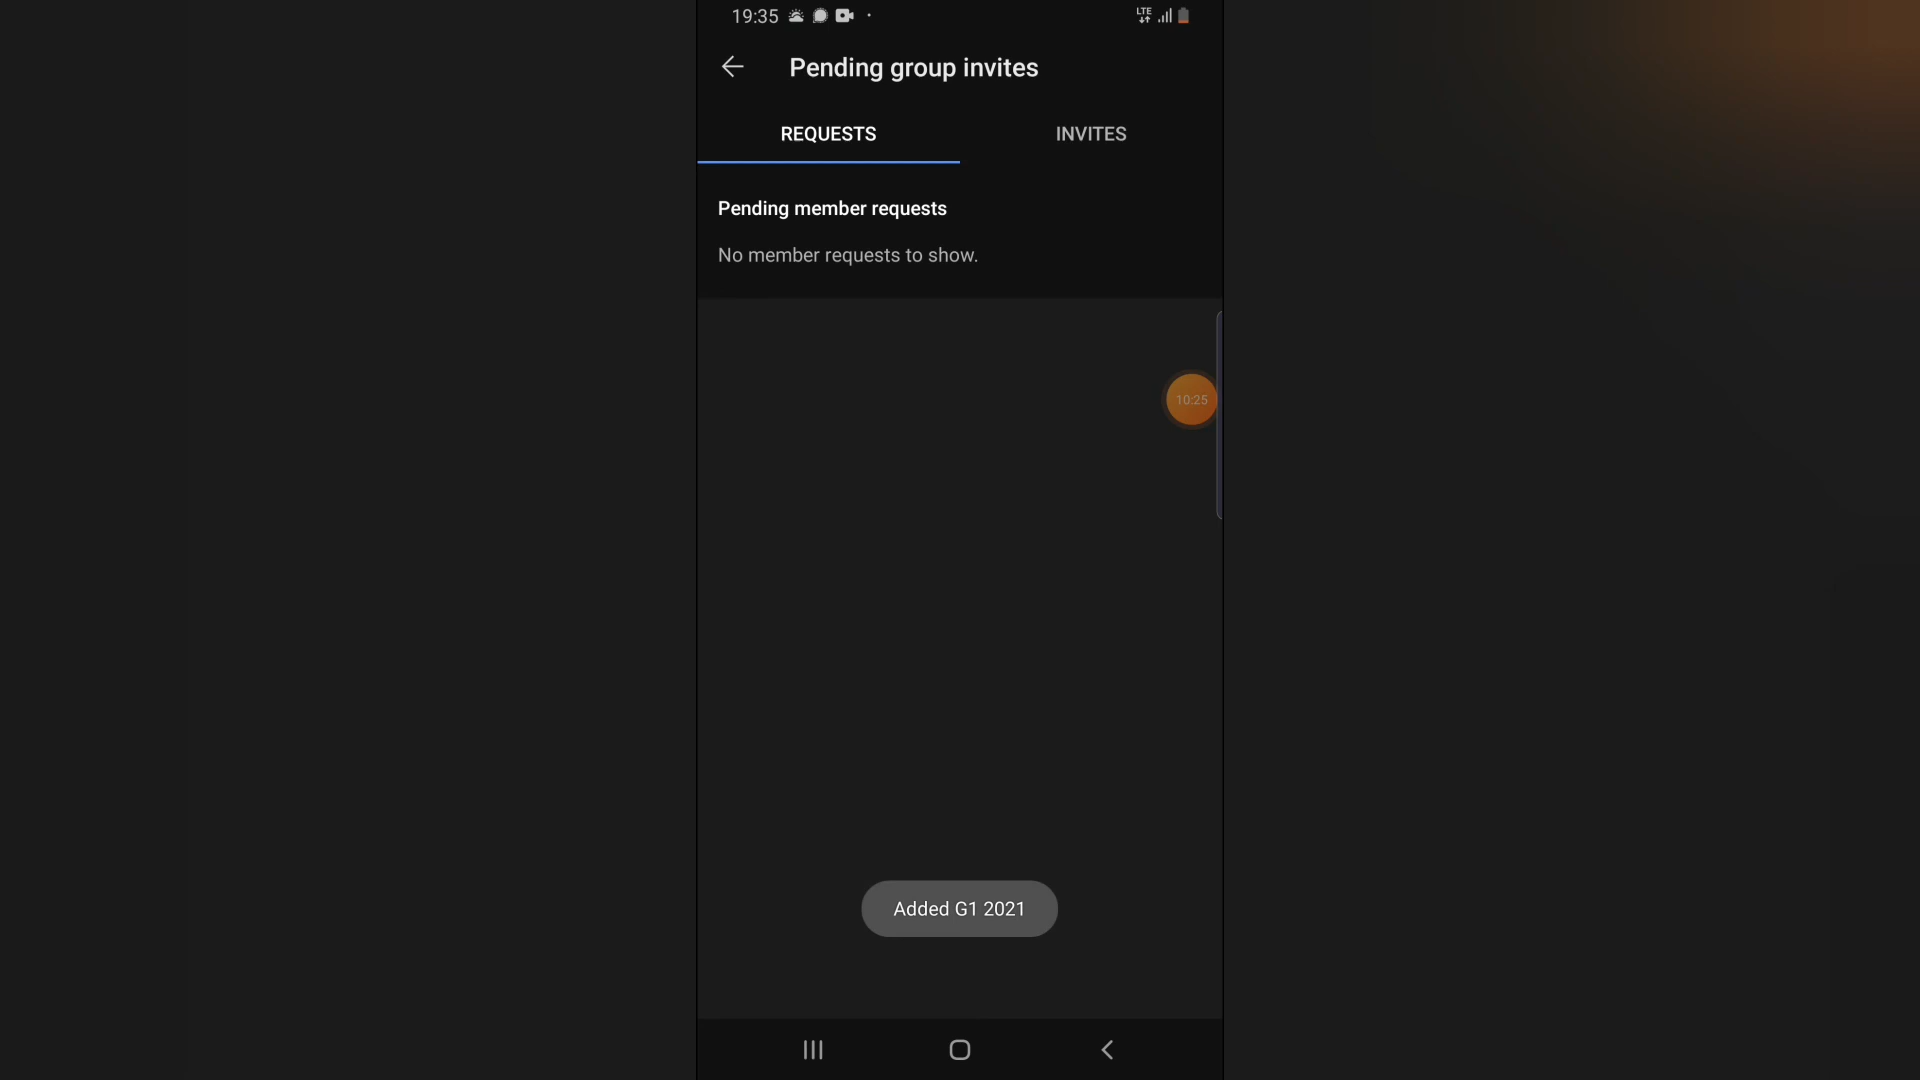 19:35
LTE
Pending group invites
REQUESTS
INVITES
Pending member requests
No member requests to show.
10:25
Added G1 2021